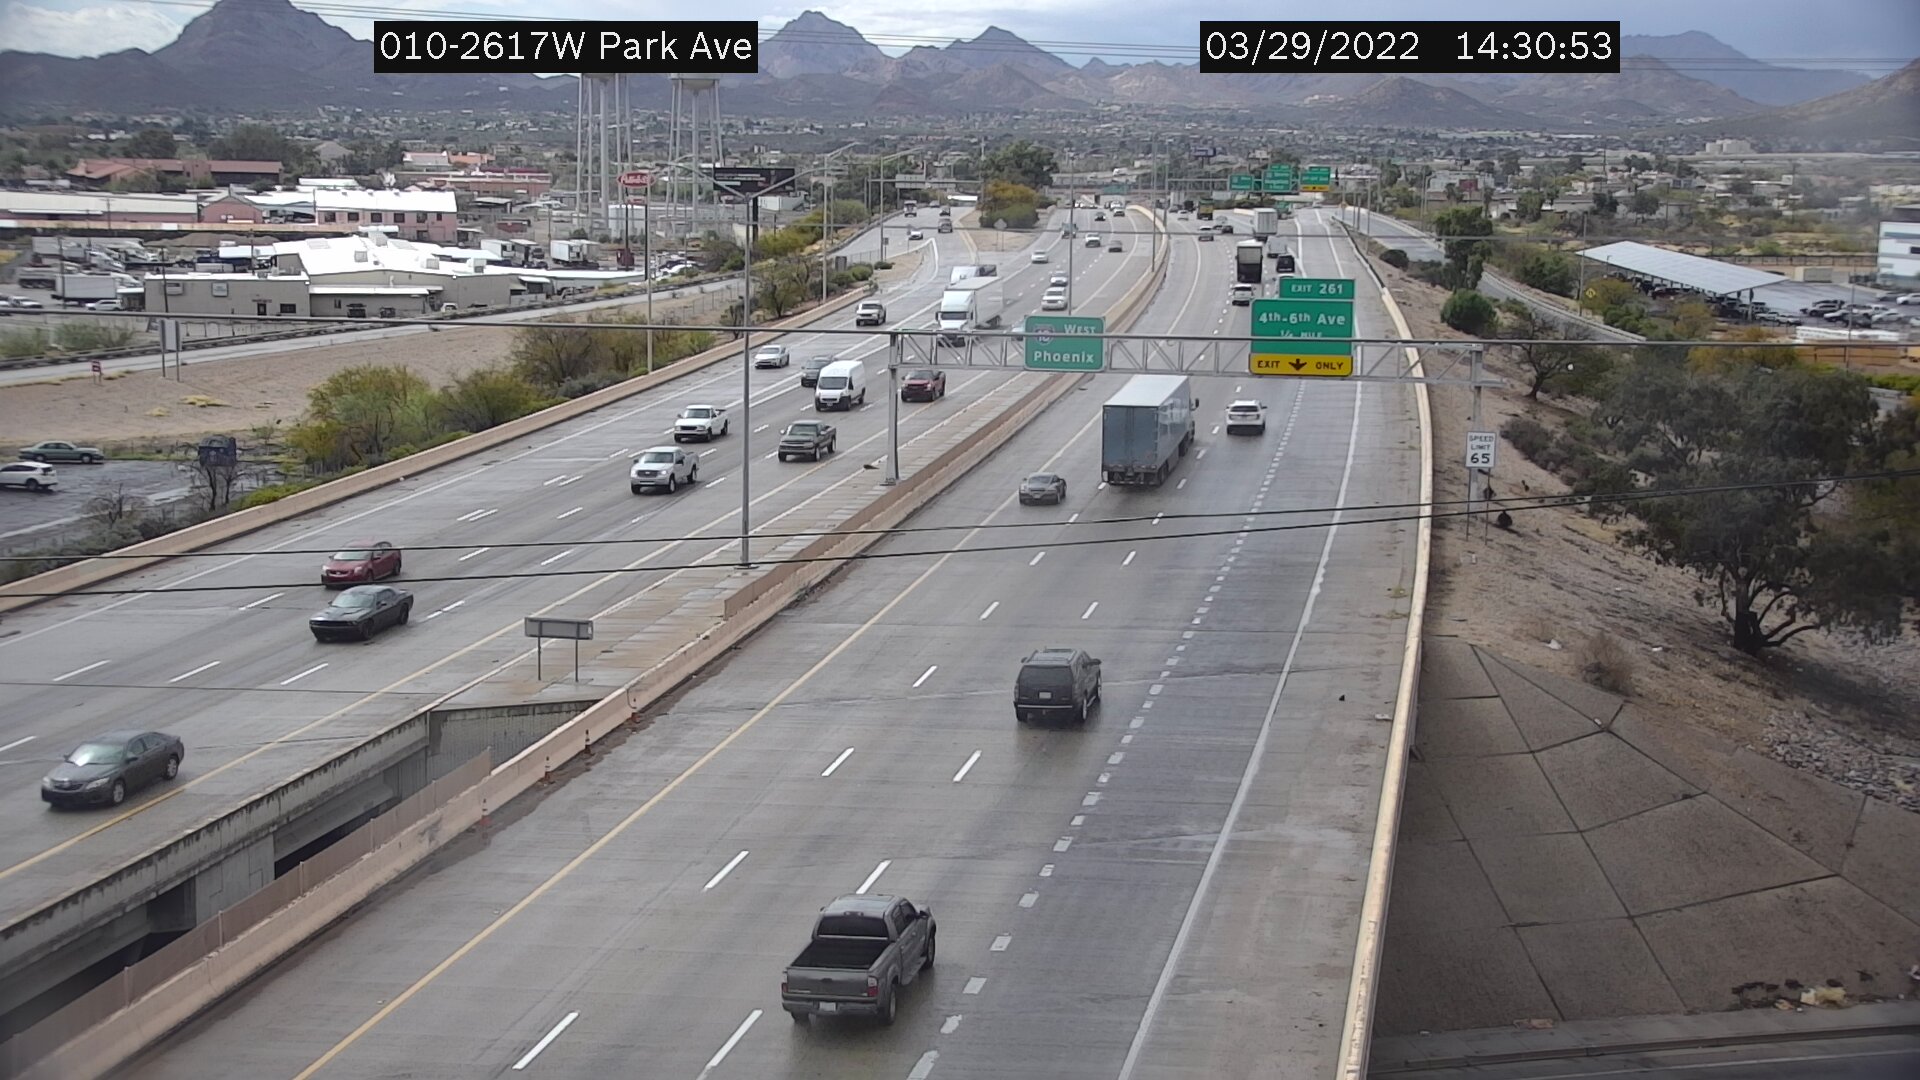 010-2617W Park Ave
03/29/2022 14:30:53
EXIT 261
4th-6th Ave
EXIT ONLY
WEST
10
Phoenix
SPEED
LIMIT
65